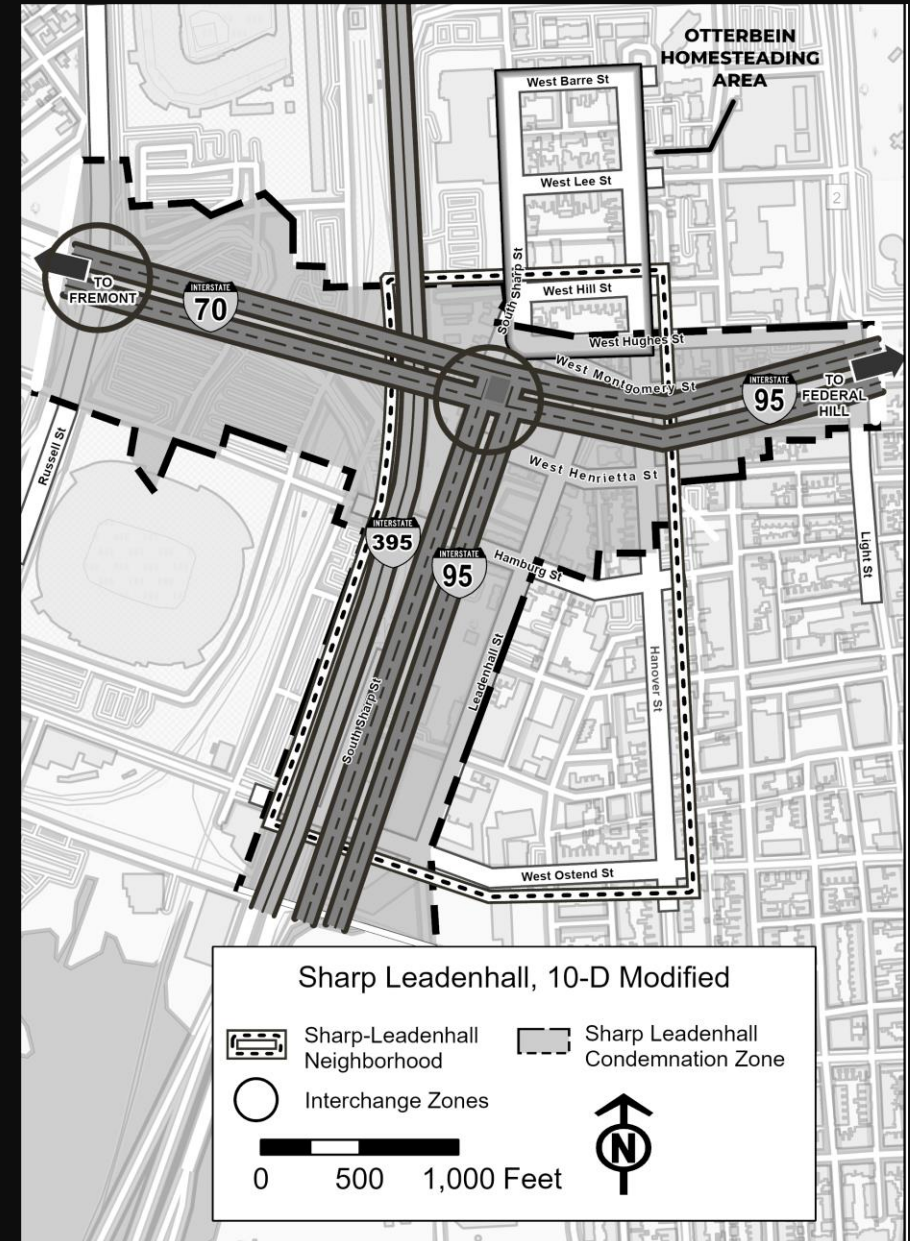 OTTERBEIN
HOMESTEADING
AREA
West Barre St
West Lee St
2
South Sharp St
West Hill St
TO
FREMONT
INTERSTATE
70
West Hughes St
West Montgomery St
INTERSTATE
95
TO
FEDERAL
HILL
Russell St
West Henrietta St
INTERSTATE
395
INTERSTATE
95
Hamburg St
Light St
Leadenhall St
Hanover St
South Sharp St
West Ostend St
Sharp Leadenhall, 10-D Modified
Sharp-Leadenhall
Neighborhood
Sharp Leadenhall
Condemnation Zone
Interchange Zones
N
0 500 1,000 Feet